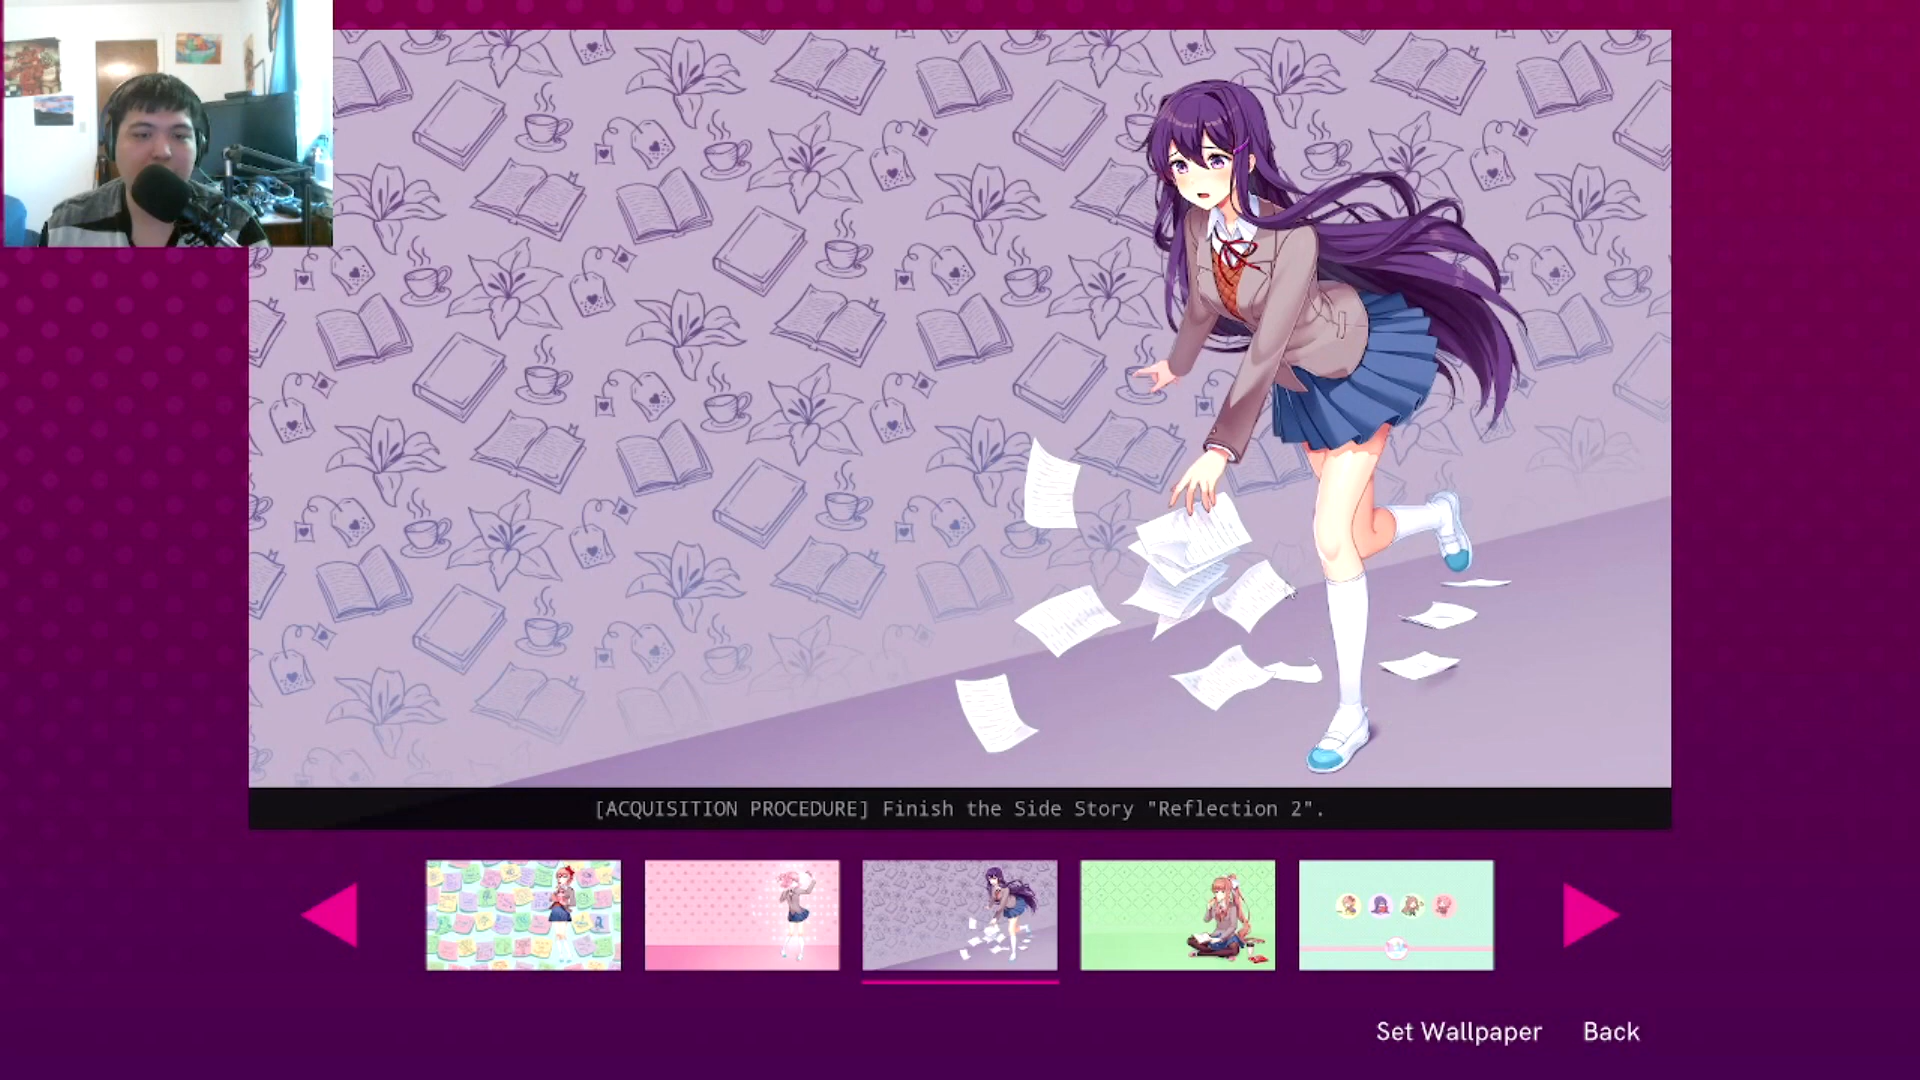 [ACQUISITION PROCEDURE] Finish the Side Story "Reflection 2".
Set Wallpaper
Back